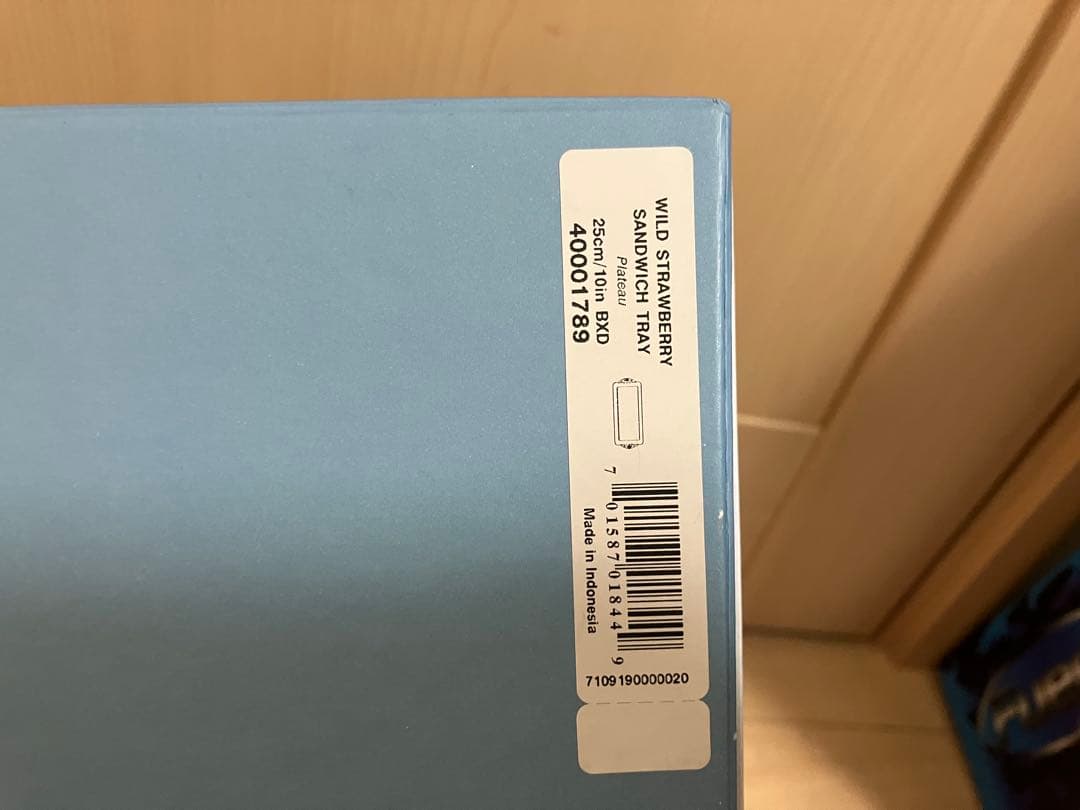 WILD STRAWBERRY
SANDWICH TRAY
Plateau
25cm/10in BXD
40001789
7 01587 01844 9
Made in Indonesia
7109190000020